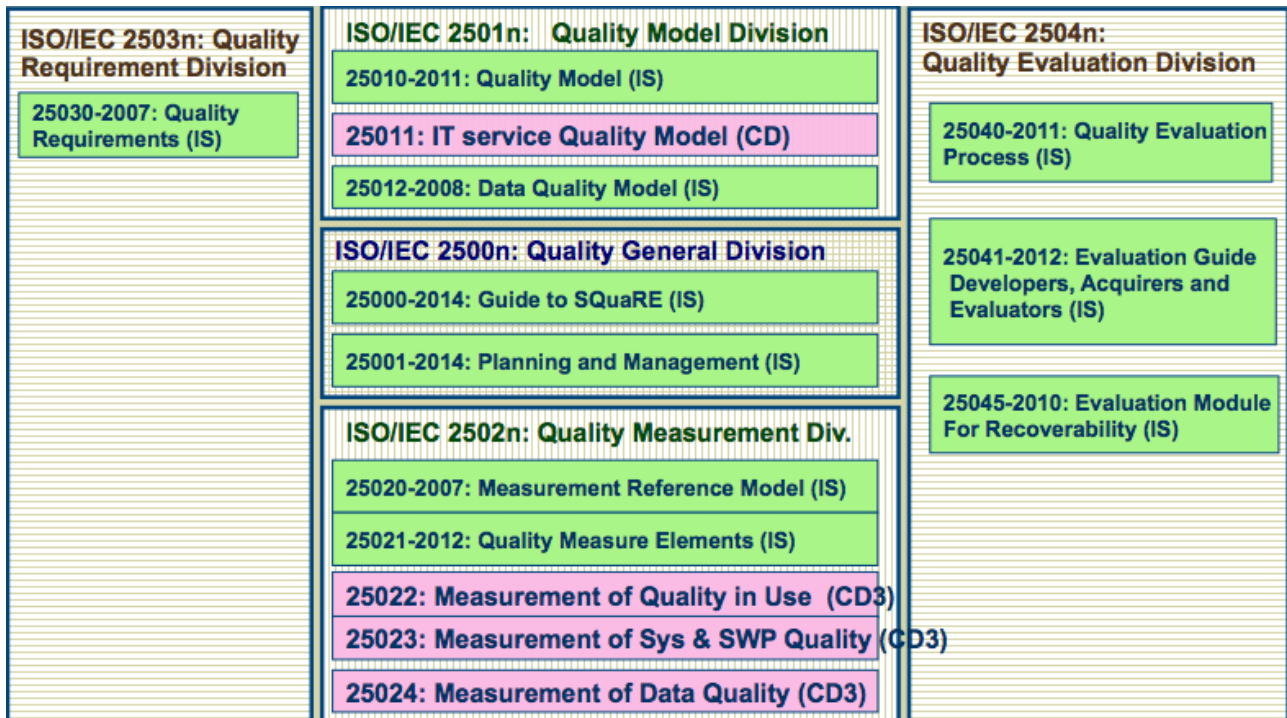 ISO/IEC 2503n: Quality
Requirement Division
25030-2007: Quality
Requirements (IS)
ISO/IEC 2501n: Quality Model Division
25010-2011: Quality Model (IS)
25011: IT service Quality Model (CD)
25012-2008: Data Quality Model (IS)
ISO/IEC 2500n: Quality General Division
25000-2014: Guide to SQuaRE (IS)
25001-2014: Planning and Management (IS)
ISO/IEC 2502n: Quality Measurement Div.
25020-2007: Measurement Reference Model (IS)
25021-2012: Quality Measure Elements (IS)
25022: Measurement of Quality in Use (CD3)
25023: Measurement of Sys & SWP Quality (CD3)
25024: Measurement of Data Quality (CD3)
ISO/IEC 2504n:
Quality Evaluation Division
25040-2011: Quality Evaluation
Process (IS)
25041-2012: Evaluation Guide
Developers, Acquirers and
Evaluators (IS)
25045-2010: Evaluation Module
For Recoverability (IS)